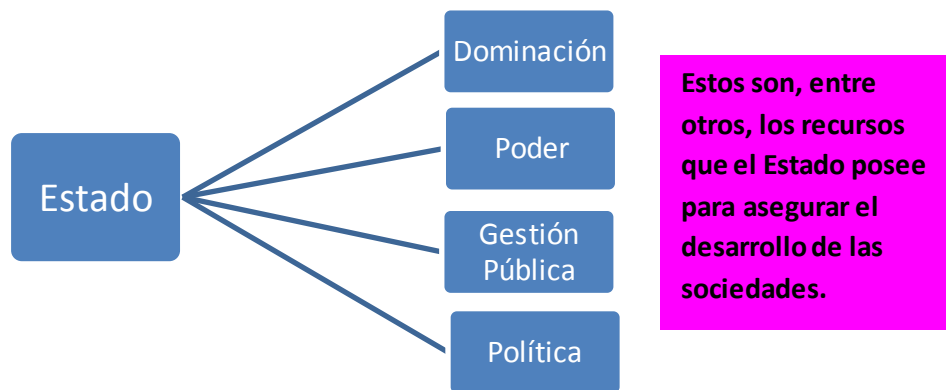 Estado
Dominación
Poder
Gestión
Pública
Política
Estos son, entre
otros, los recursos
que el Estado posee
para asegurar el
desarrollo de las
sociedades.